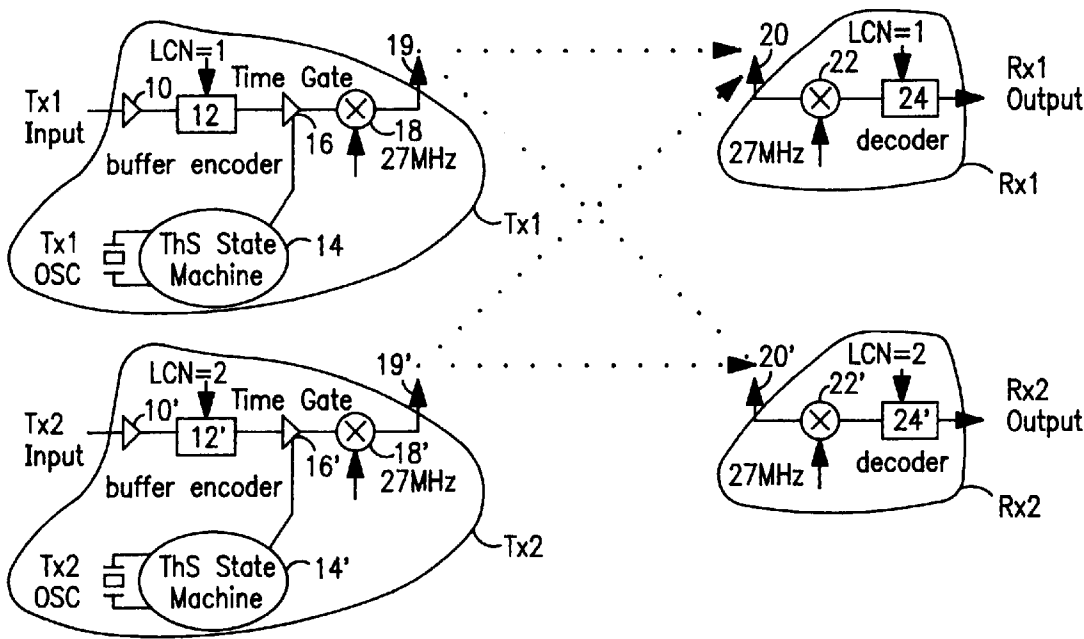 LCN=1
19
10
Time Gate
Tx1
Input
12
16
18
27MHz
buffer encoder
Tx1
Tx1
OSC
ThS State
Machine
14
20
LCN=1
22
Rx1
Output
24
27MHz
decoder
Rx1
LCN=2
19'
10'
Time Gate
Tx2
Input
12'
16'
18'
27MHz
buffer encoder
Tx2
Tx2
OSC
ThS State
Machine
14'
20'
LCN=2
22'
Rx2
Output
24'
27MHz
decoder
Rx2